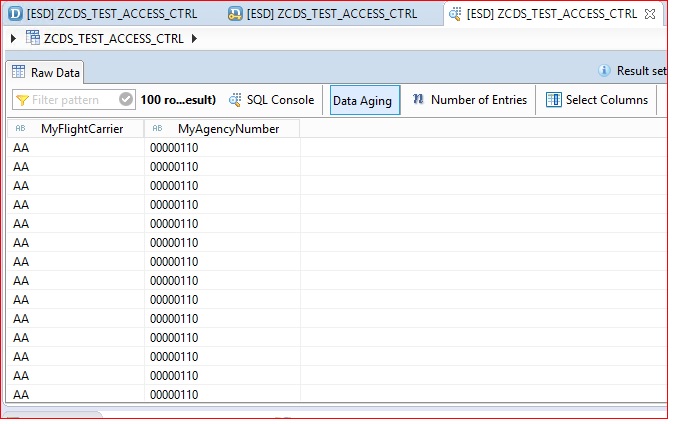 [ESD] ZCDS_TEST_ACCESS_CTRL [ESD] ZCDS_TEST_ACCESS_CTRL [ESD] ZCDS_TEST_ACCESS_CTRL
ZCDS_TEST_ACCESS_CTRL
Raw Data Result set
Filter pattern 100 ro...esult) SQL Console Data Aging Number of Entries Select Columns
AB MyFlightCarrier AB MyAgencyNumber
AA 00000110
AA 00000110
AA 00000110
AA 00000110
AA 00000110
AA 00000110
AA 00000110
AA 00000110
AA 00000110
AA 00000110
AA 00000110
AA 00000110
AA 00000110
AA 00000110